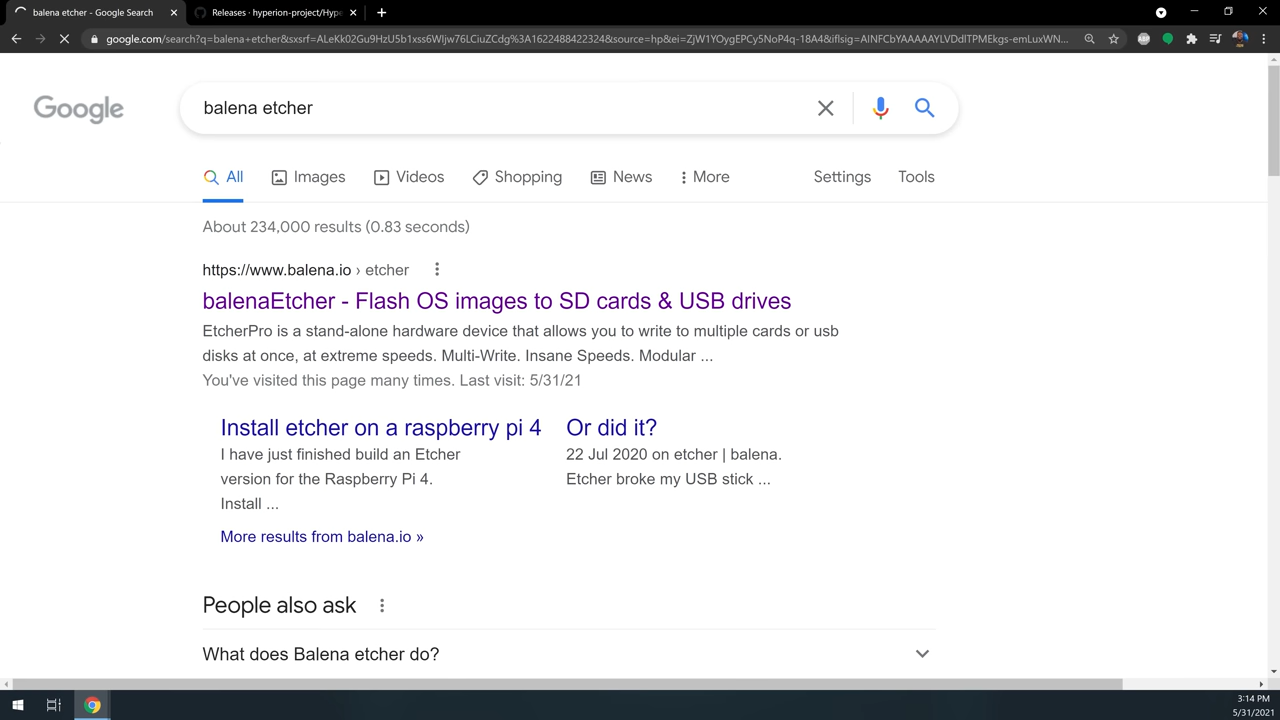 balena etcher - Google Search
Releases · hyperion-project/Hype
google.com/search?q=balena+etcher&sxsrf=ALeKk02Gu9HzU5b1xss6WIjw76LCiuZCdg%3A1622488422324&source=hp&ei=ZjW1YOygEPCy5NoP4q-18A4&iflsig=AINFCbYAAAAAYLVDdlTPMEkgs-emLuxWN...
Google
balena etcher
All
Images
Videos
Shopping
News
More
Settings
Tools
About 234,000 results (0.83 seconds)
https://www.balena.io › etcher
balenaEtcher - Flash OS images to SD cards & USB drives
EtcherPro is a stand-alone hardware device that allows you to write to multiple cards or usb
disks at once, at extreme speeds. Multi-Write. Insane Speeds. Modular ...
You've visited this page many times. Last visit: 5/31/21
Install etcher on a raspberry pi 4
I have just finished build an Etcher
version for the Raspberry Pi 4.
Install ...
Or did it?
22 Jul 2020 on etcher | balena.
Etcher broke my USB stick ...
More results from balena.io »
People also ask
What does Balena etcher do?
3:14 PM
5/31/2021